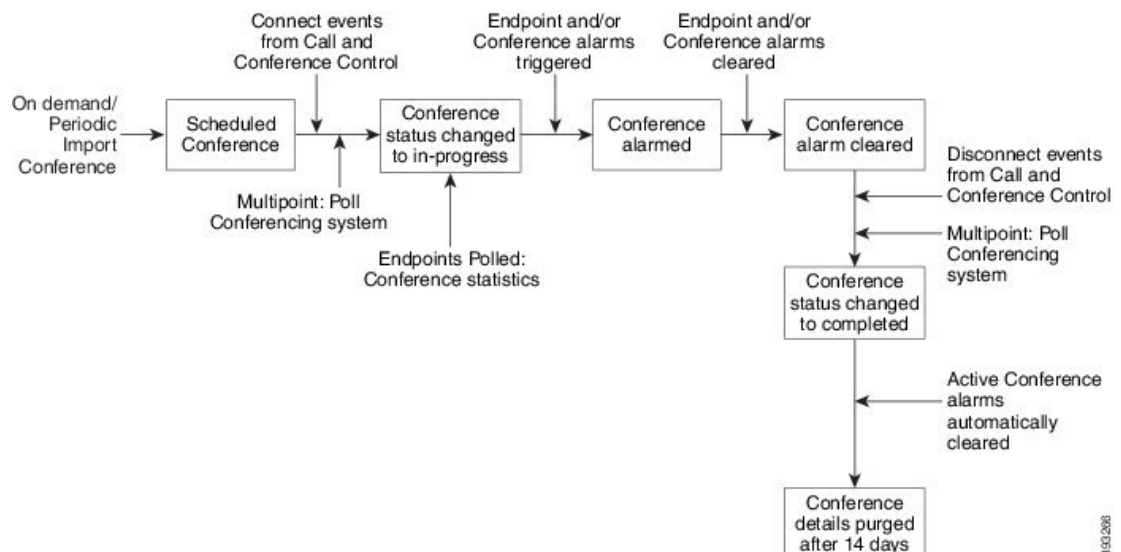 Connect events
from Call and
Conference Control
Endpoint and/or
Conference alarms
triggered
Endpoint and/or
Conference alarms
cleared
On demand/
Periodic
Import
Conference
Scheduled
Conference
Conference
status changed
to in-progress
Conference
alarmed
Conference
alarm cleared
Multipoint: Poll
Conferencing system
Endpoints Polled:
Conference statistics
Disconnect events
from Call and
Conference Control
Multipoint: Poll
Conferencing
system
Conference
status changed
to completed
Active Conference
alarms
automatically
cleared
Conference
details purged
after 14 days
193266